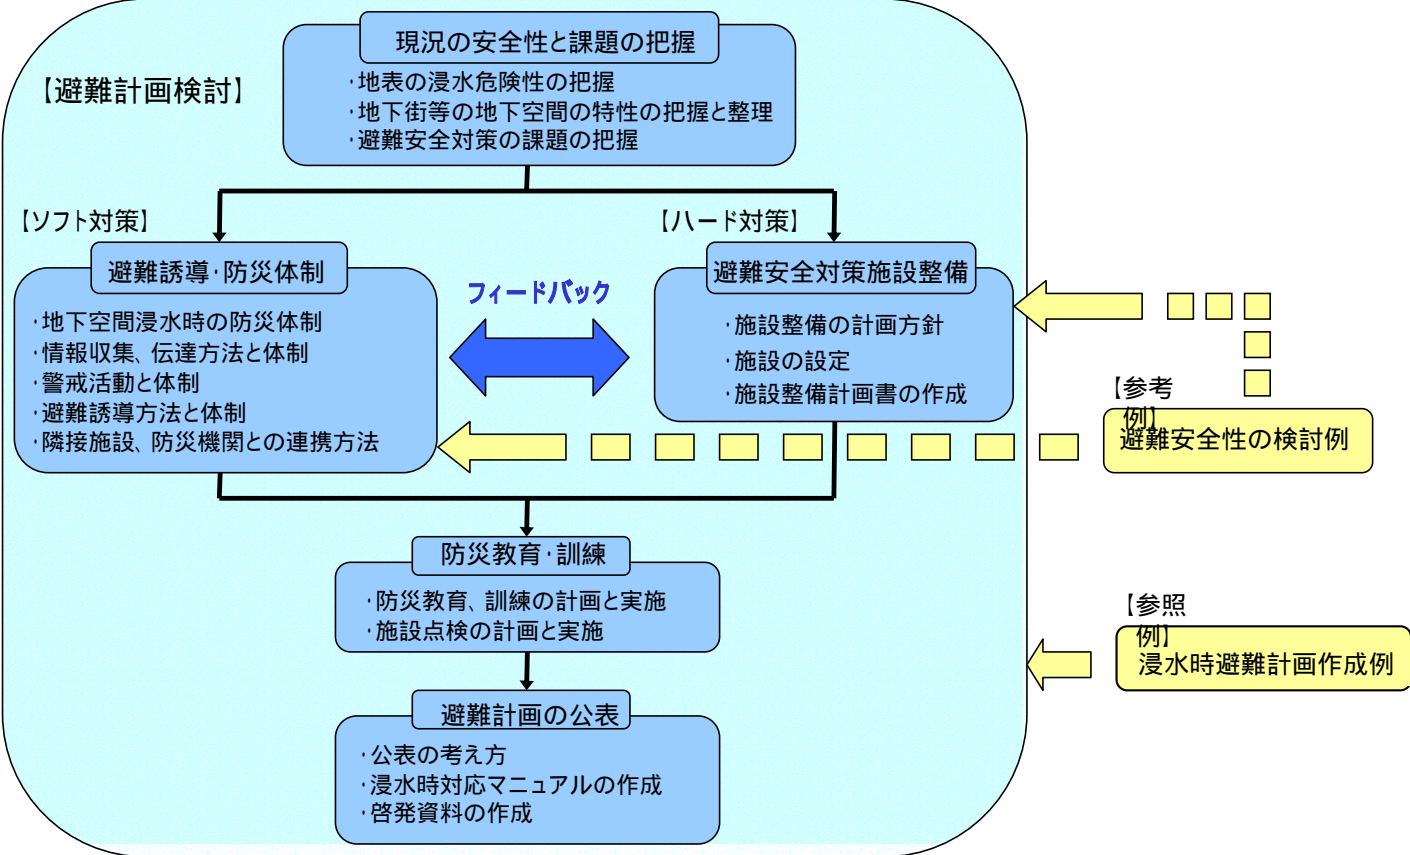 現況の安全性と課題の把握
【避難計画検討】
・地表の浸水危険性の把握
・地下街等の地下空間の特性の把握と整理
・避難安全対策の課題の把握
【ソフト対策】
【ハード対策】
避難誘導・防災体制
・地下空間浸水時の防災体制
・情報収集、伝達方法と体制
・警戒活動と体制
・避難誘導方法と体制
・隣接施設、防災機関との連携方法
フィードバック
避難安全対策施設整備
・施設整備の計画方針
・施設の設定
・施設整備計画書の作成
【参考
例】
避難安全性の検討例
防災教育・訓練
・防災教育、訓練の計画と実施
・施設点検の計画と実施
【参照
例】
浸水時避難計画作成例
避難計画の公表
・公表の考え方
・浸水時対応マニュアルの作成
・啓発資料の作成